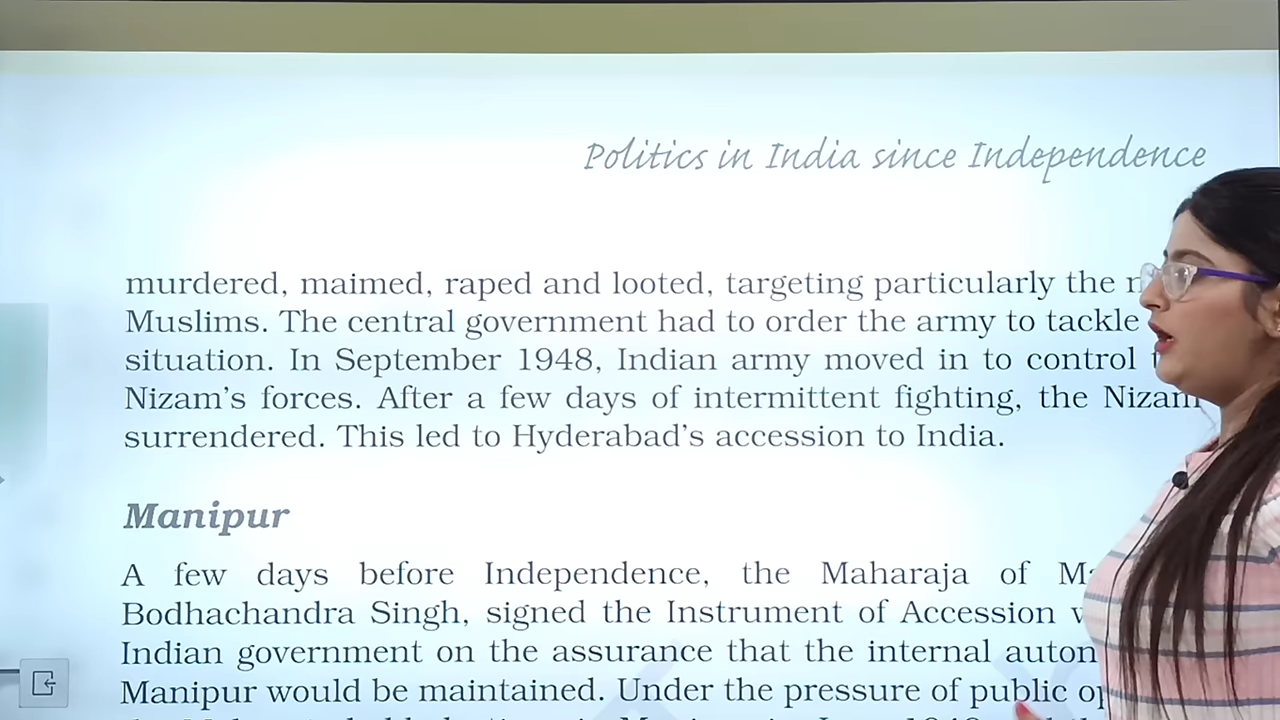 Politics in India since Independence
murdered, maimed, raped and looted, targeting particularly the
Muslims. The central government had to order the army to tackle
situation. In September 1948, Indian army moved in to control
Nizam's forces. After a few days of intermittent fighting, the Nizam
surrendered. This led to Hyderabad's accession to India.
Manipur
A few days before Independence, the Maharaja of
Bodhachandra Singh, signed the Instrument of Accession
Indian government on the assurance that the internal
Manipur would be maintained. Under the pressure of public